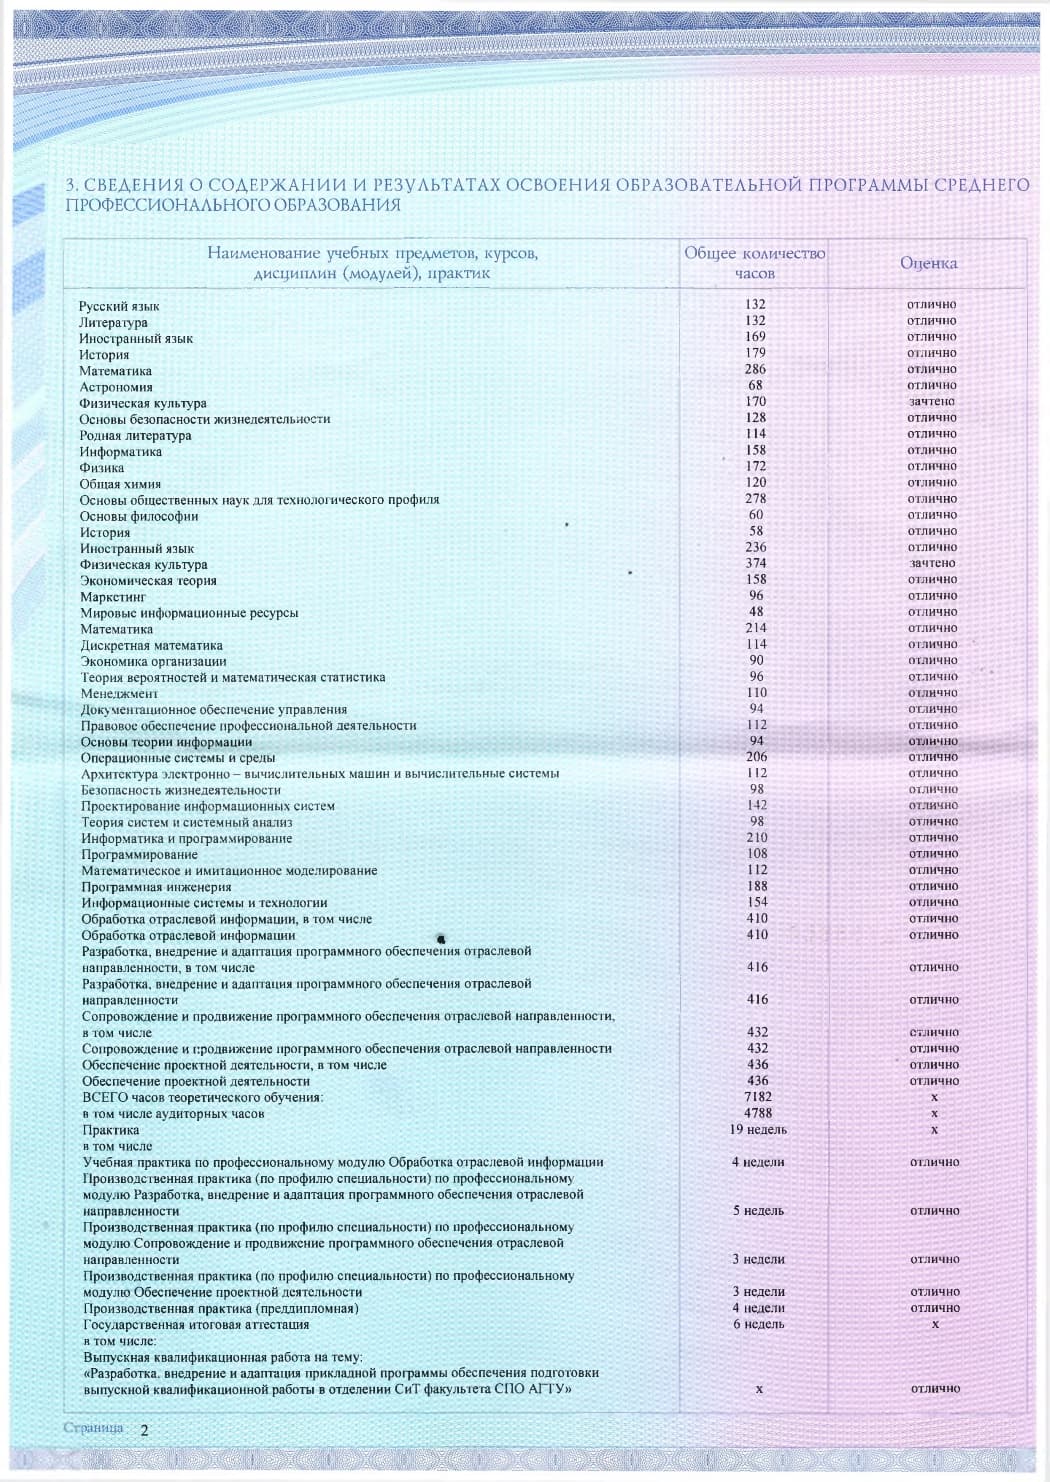 3. СВЕДЕНИЯ О СОДЕРЖАНИИ И РЕЗУЛЬТАТАХ ОСВОЕНИЯ ОБРАЗОВАТЕЛЬНОЙ ПРОГРАММЫ СРЕДНЕГО
ПРОФЕССИОНАЛЬНОГО ОБРАЗОВАНИЯ
Наименование учебных предметов, курсов,
дисциплин (модулей), практик
Общее количество
часов
Оценка
Русский язык 132 отлично
Литература 132 отлично
Иностранный язык 169 отлично
История 179 отлично
Математика 286 отлично
Астрономия 68 отлично
Физическая культура 170 зачтено
Основы безопасности жизнедеятельности 128 отлично
Родная литература 114 отлично
Информатика 158 отлично
Физика 172 отлично
Общая химия 120 отлично
Основы общественных наук для технологического профиля 278 отлично
Основы философии 60 отлично
История 58 отлично
Иностранный язык 236 отлично
Физическая культура 374 зачтено
Экономическая теория 158 отлично
Маркетинг 96 отлично
Мировые информационные ресурсы 48 отлично
Математика 214 отлично
Дискретная математика 114 отлично
Экономика организации 90 отлично
Теория вероятностей и математическая статистика 96 отлично
Менеджмент 110 отлично
Документационное обеспечение управления 94 отлично
Правовое обеспечение профессиональной деятельности 112 отлично
Основы теории информации 94 отлично
Операционные системы и среды 206 отлично
Архитектура электронно – вычислительных машин и вычислительные системы 112 отлично
Безопасность жизнедеятельности 98 отлично
Проектирование информационных систем 142 отлично
Теория систем и системный анализ 98 отлично
Информатика и программирование 210 отлично
Программирование 108 отлично
Математическое и имитационное моделирование 112 отлично
Программная инженерия 188 отлично
Информационные системы и технологии 154 отлично
Обработка отраслевой информации, в том числе 410 отлично
Обработка отраслевой информации 410 отлично
Разработка, внедрение и адаптация программного обеспечения отраслевой
направленности, в том числе 416 отлично
Разработка, внедрение и адаптация программного обеспечения отраслевой
направленности 416 отлично
Сопровождение и продвижение программного обеспечения отраслевой направленности,
в том числе 432 отлично
Сопровождение и продвижение программного обеспечения отраслевой направленности 432 отлично
Обеспечение проектной деятельности, в том числе 436 отлично
Обеспечение проектной деятельности 436 отлично
ВСЕГО часов теоретического обучения: 7182 х
в том числе аудиторных часов 4788 х
Практика 19 недель х
в том числе
Учебная практика по профессиональному модулю Обработка отраслевой информации 4 недели отлично
Производственная практика (по профилю специальности) по профессиональному
модулю Разработка, внедрение и адаптация программного обеспечения отраслевой
направленности 5 недель отлично
Производственная практика (по профилю специальности) по профессиональному
модулю Сопровождение и продвижение программного обеспечения отраслевой
направленности 3 недели отлично
Производственная практика (по профилю специальности) по профессиональному
модулю Обеспечение проектной деятельности 3 недели отлично
Производственная практика (преддипломная) 4 недели отлично
Государственная итоговая аттестация 6 недель х
в том числе:
Выпускная квалификационная работа на тему:
«Разработка, внедрение и адаптация прикладной программы обеспечения подготовки
выпускной квалификационной работы в отделении СиТ факультета СПО АГТУ» х отлично
Страница 2